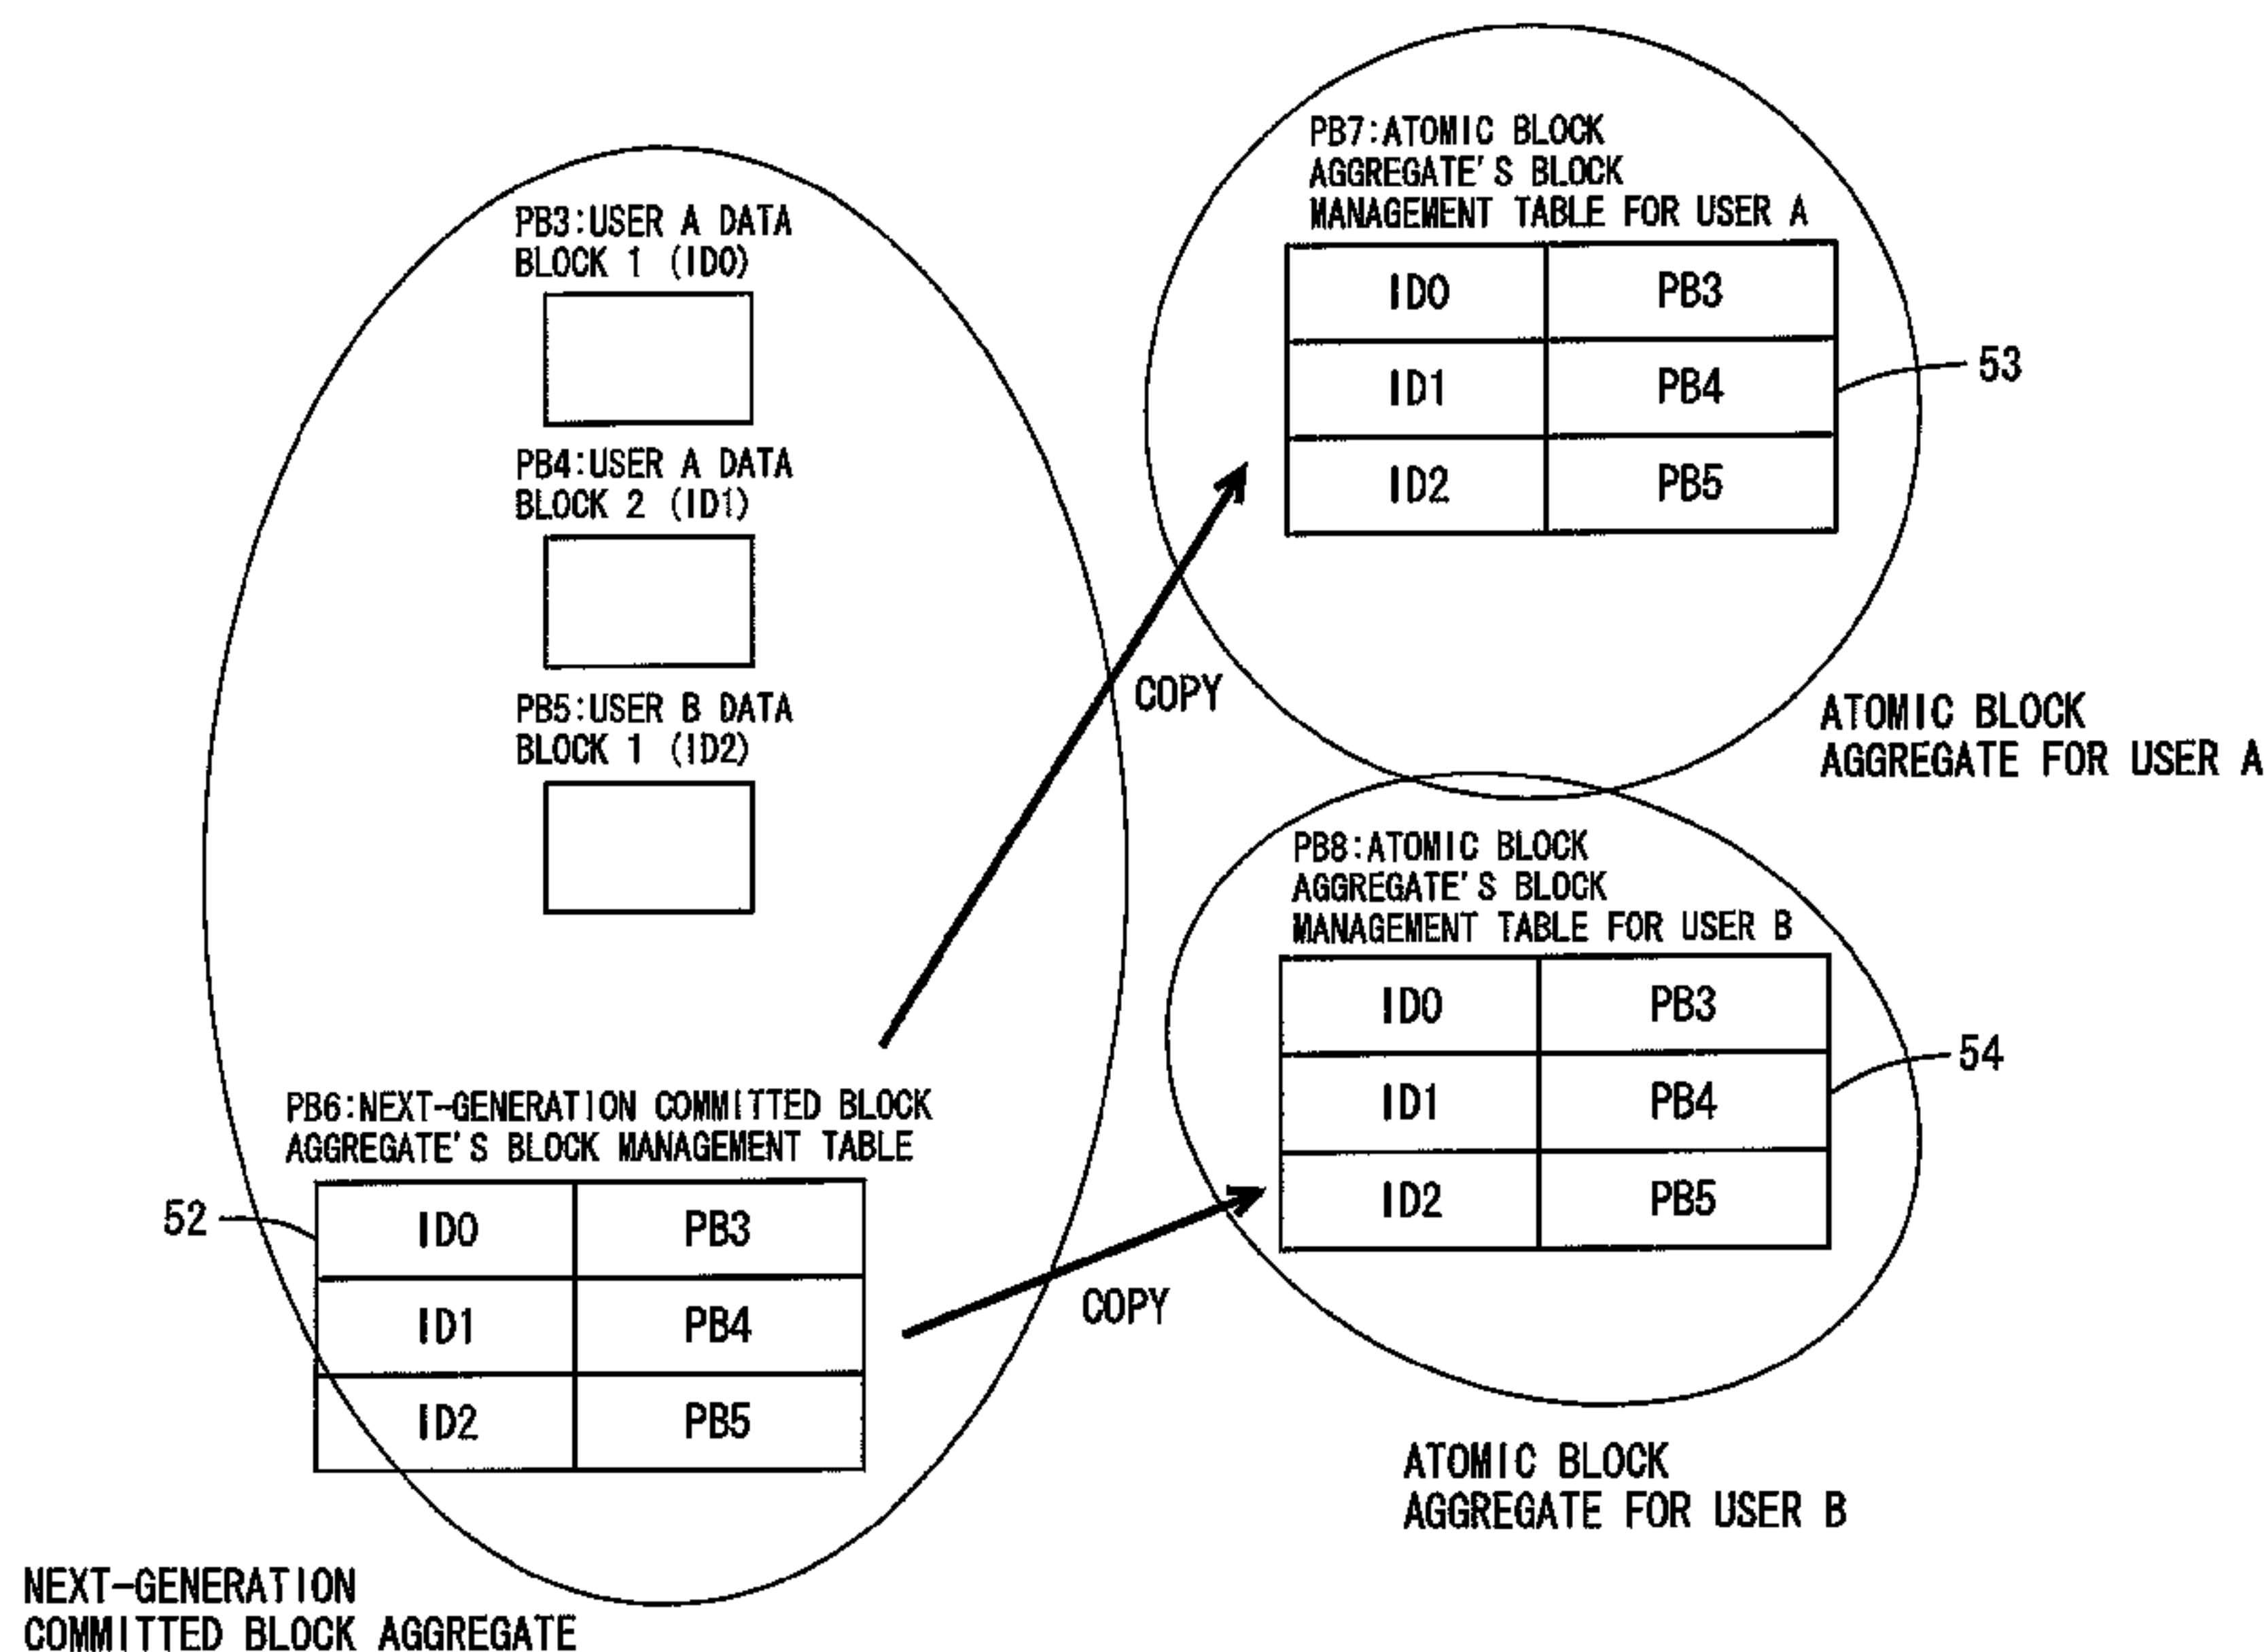 PB3:USER A DATA
BLOCK 1 (ID0)
PB4:USER A DATA
BLOCK 2 (ID1)
PB5:USER B DATA
BLOCK 1 (ID2)
PB6:NEXT-GENERATION COMMITTED BLOCK
AGGREGATE'S BLOCK MANAGEMENT TABLE
52
ID0 PB3
ID1 PB4
ID2 PB5
NEXT-GENERATION
COMMITTED BLOCK AGGREGATE
COPY
COPY
PB7:ATOMIC BLOCK
AGGREGATE'S BLOCK
MANAGEMENT TABLE FOR USER A
ID0 PB3
ID1 PB4
ID2 PB5
53
ATOMIC BLOCK
AGGREGATE FOR USER A
PB8:ATOMIC BLOCK
AGGREGATE'S BLOCK
MANAGEMENT TABLE FOR USER B
ID0 PB3
ID1 PB4
ID2 PB5
54
ATOMIC BLOCK
AGGREGATE FOR USER B